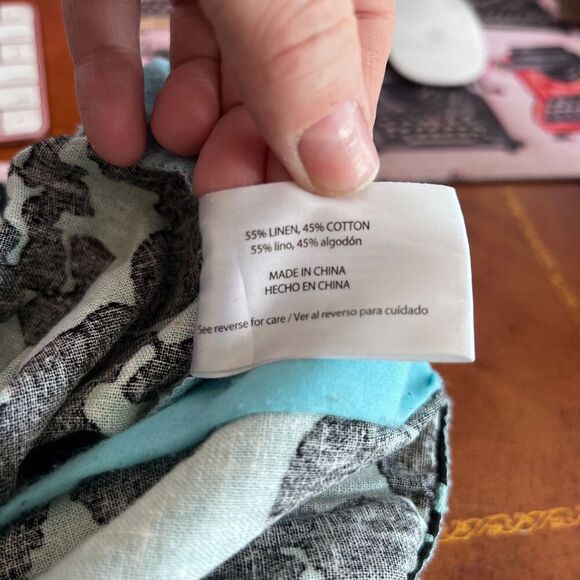 55% LINEN, 45% COTTON
55% lino, 45% algodón
MADE IN CHINA
HECHO EN CHINA
See reverse for care / Ver al reverso para cuidado